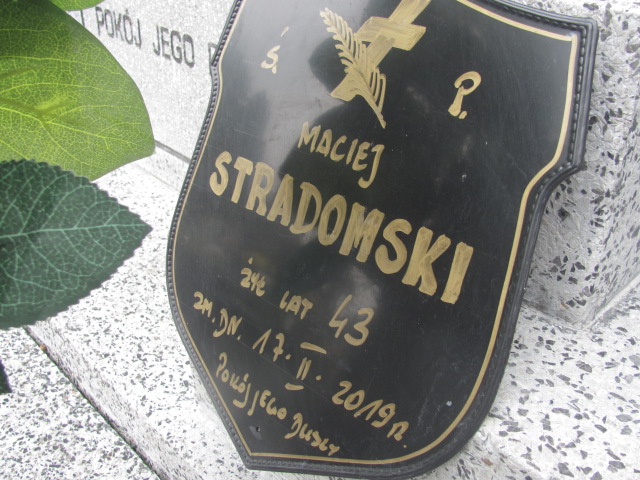 POKÓJ JEGO
Ś. P.
MACIEJ
STRADOMSKI
ŻYŁ LAT 43
ZM. DN. 17. II. 2019 R.
POKÓJ JEGO DUSZY